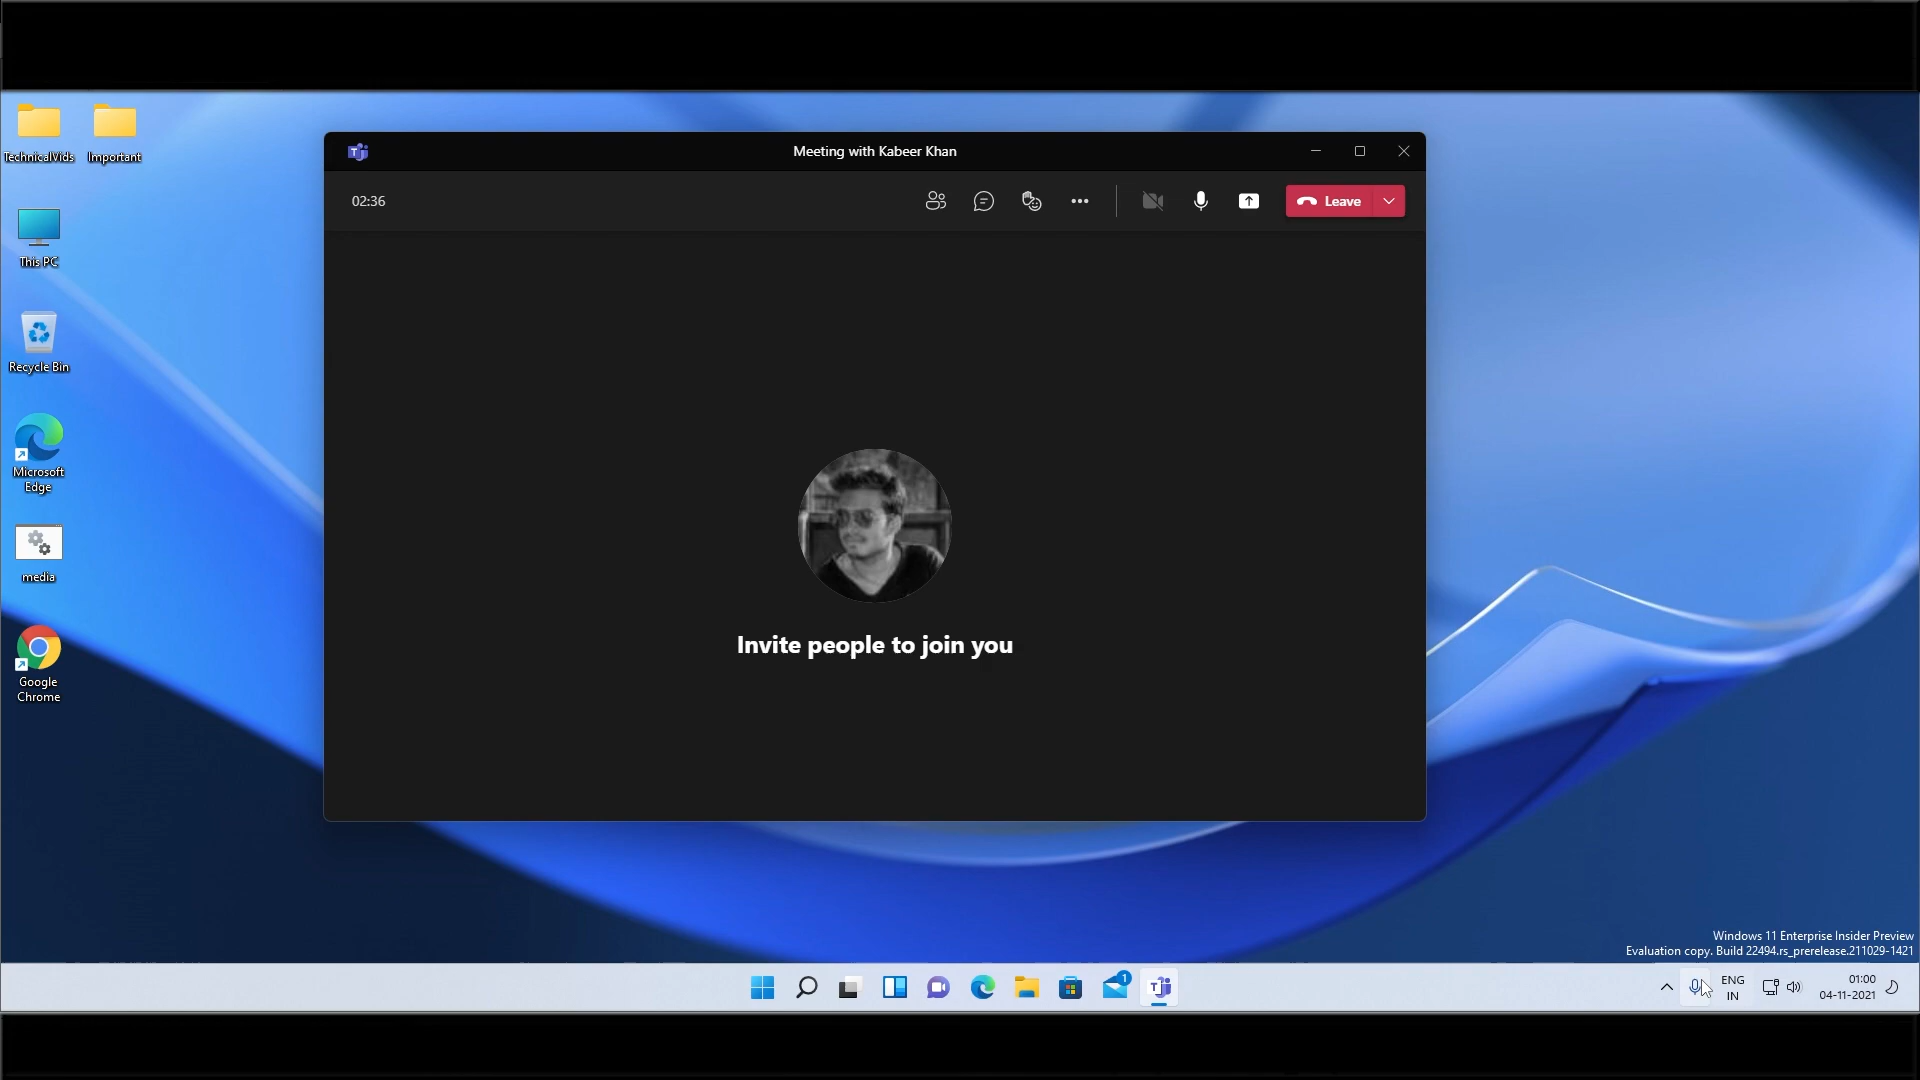 TechnicalVids
Important
This PC
Recycle Bin
Microsoft
Edge
media
Google
Chrome
Meeting with Kabeer Khan
02:36
Leave
Invite people to join you
Windows 11 Enterprise Insider Preview
Evaluation copy. Build 22494.rs_prerelease.211029-1421
1
ENG
IN
01:00
04-11-2021